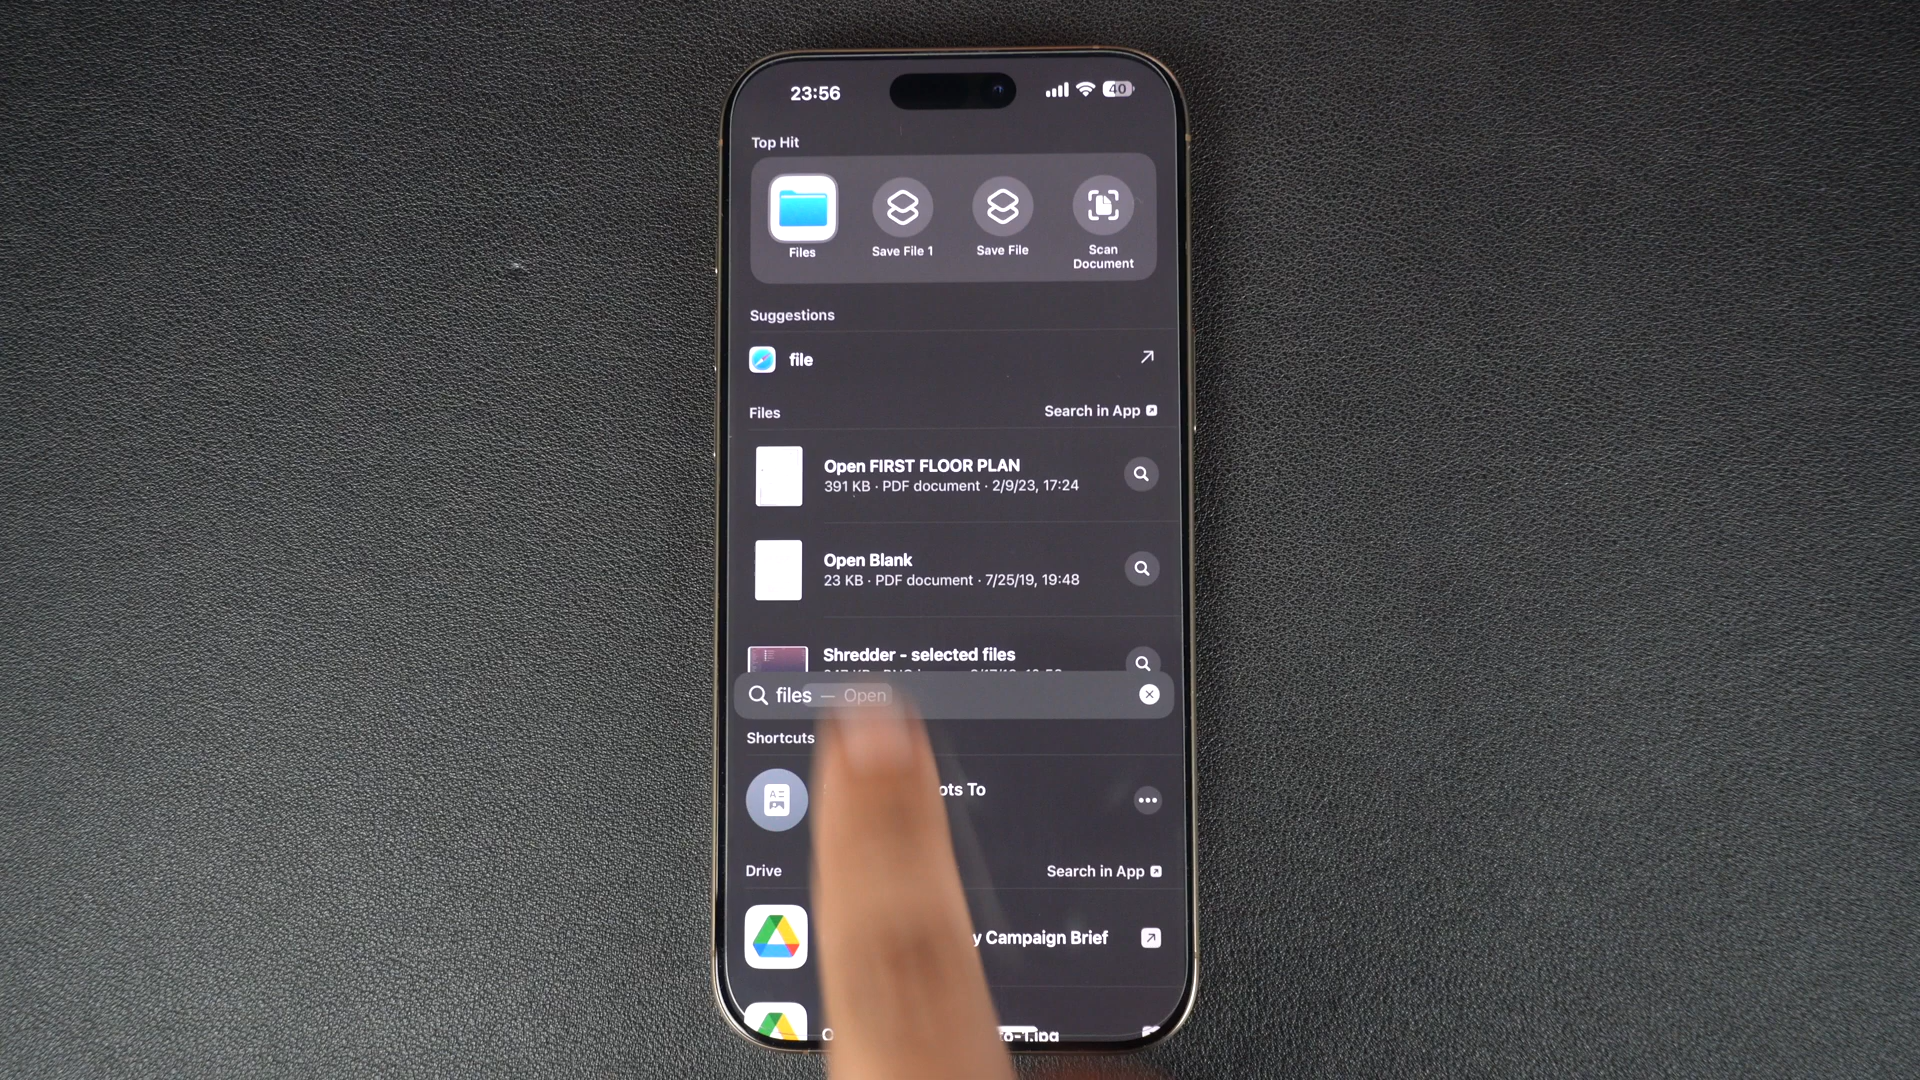 23:56
40
Top Hit
Files
Save File 1
Save File
Scan
Document
Suggestions
file
Files
Search in App
Open FIRST FLOOR PLAN
391 KB · PDF document · 2/9/23, 17:24
Open Blank
23 KB · PDF document · 7/25/19, 19:48
Shredder - selected files
files — Open
Shortcuts
To
Drive
Search in App
Campaign Brief